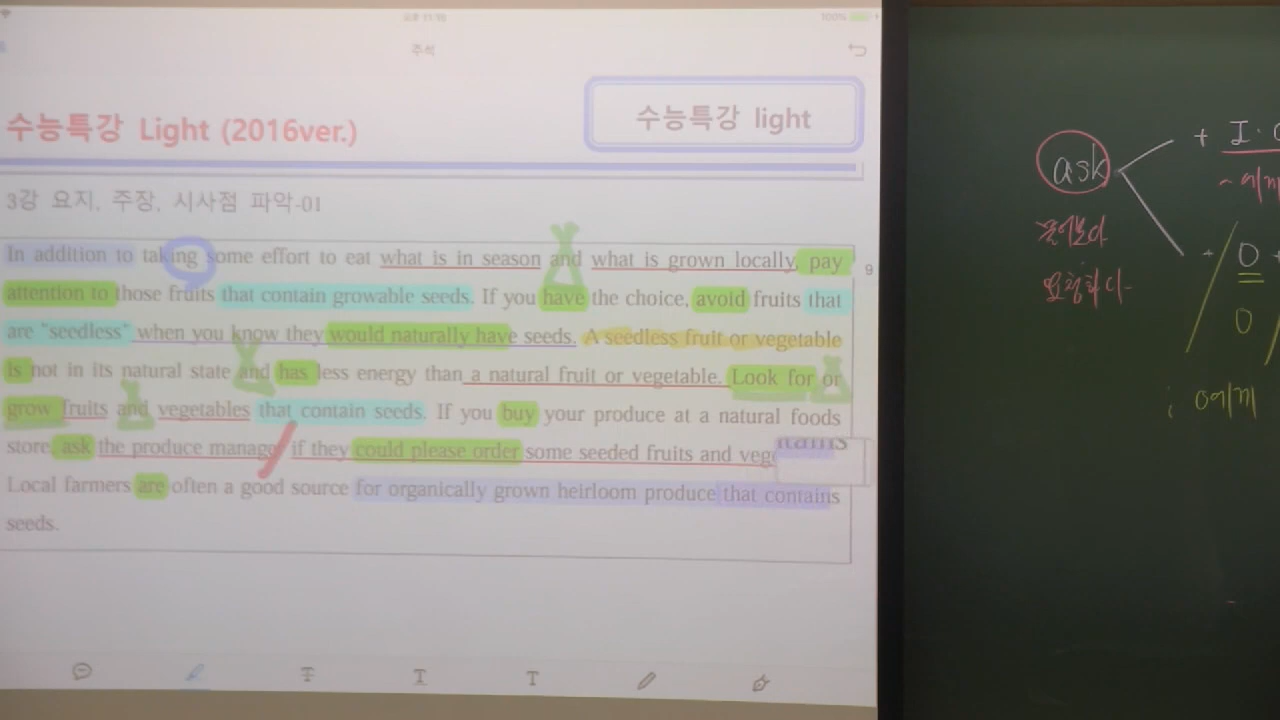 100%
주석
수능특강 Light (2016ver.)
수능특강 light
3강 요지, 주장, 시사점 파악-01
In addition to taking some effort to eat what is in season and what is grown locally, pay
attention to those fruits that contain growable seeds. If you have the choice, avoid fruits that
are "seedless" when you know they would naturally have seeds. A seedless fruit or vegetable
is not in its natural state and has less energy than a natural fruit or vegetable. Look for or
grow fruits and vegetables that contain seeds. If you buy your produce at a natural foods
store, ask the produce manager if they could please order some seeded fruits and veg
Local farmers are often a good source for organically grown heirloom produce that contains
seeds.
9
ask
+ I·O
~에게
물어보다
요청하다
O
O